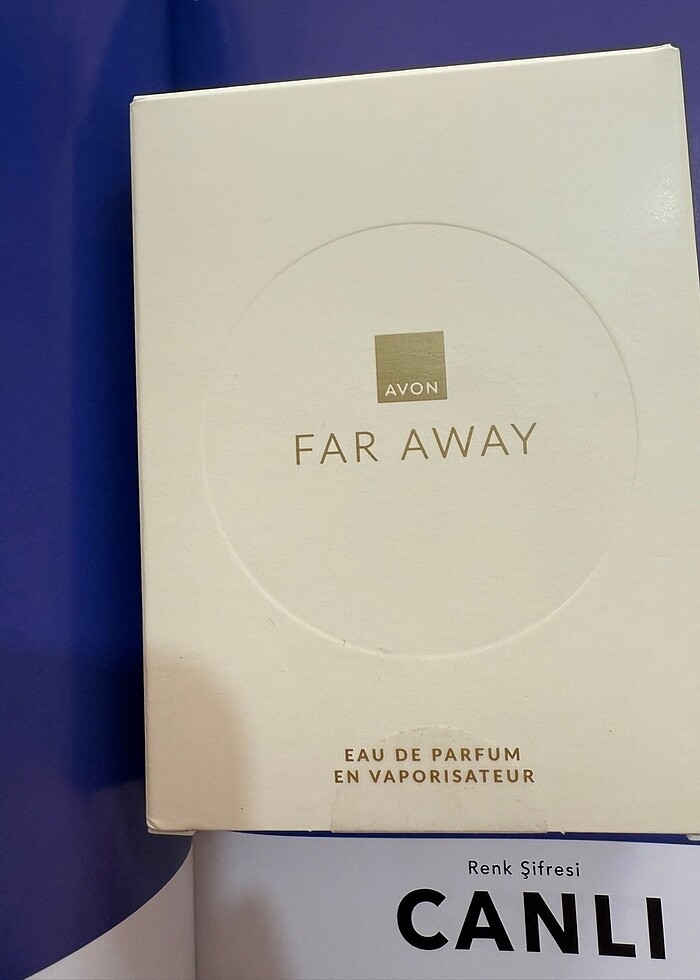 AVON
FAR AWAY
EAU DE PARFUM
EN VAPORISATEUR
Renk Şifresi
CANLI